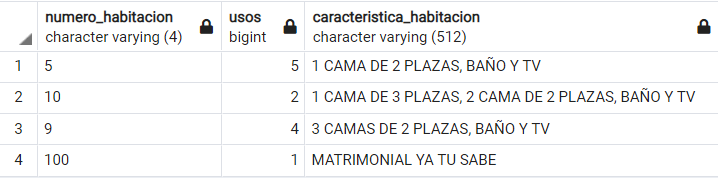 numero_habitacion usos caracteristica_habitacion
character varying (4) bigint character varying (512)
1 5 5 1 CAMA DE 2 PLAZAS, BAÑO Y TV
2 10 2 1 CAMA DE 3 PLAZAS, 2 CAMA DE 2 PLAZAS, BAÑO Y TV
3 9 4 3 CAMAS DE 2 PLAZAS, BAÑO Y TV
4 100 1 MATRIMONIAL YA TU SABE